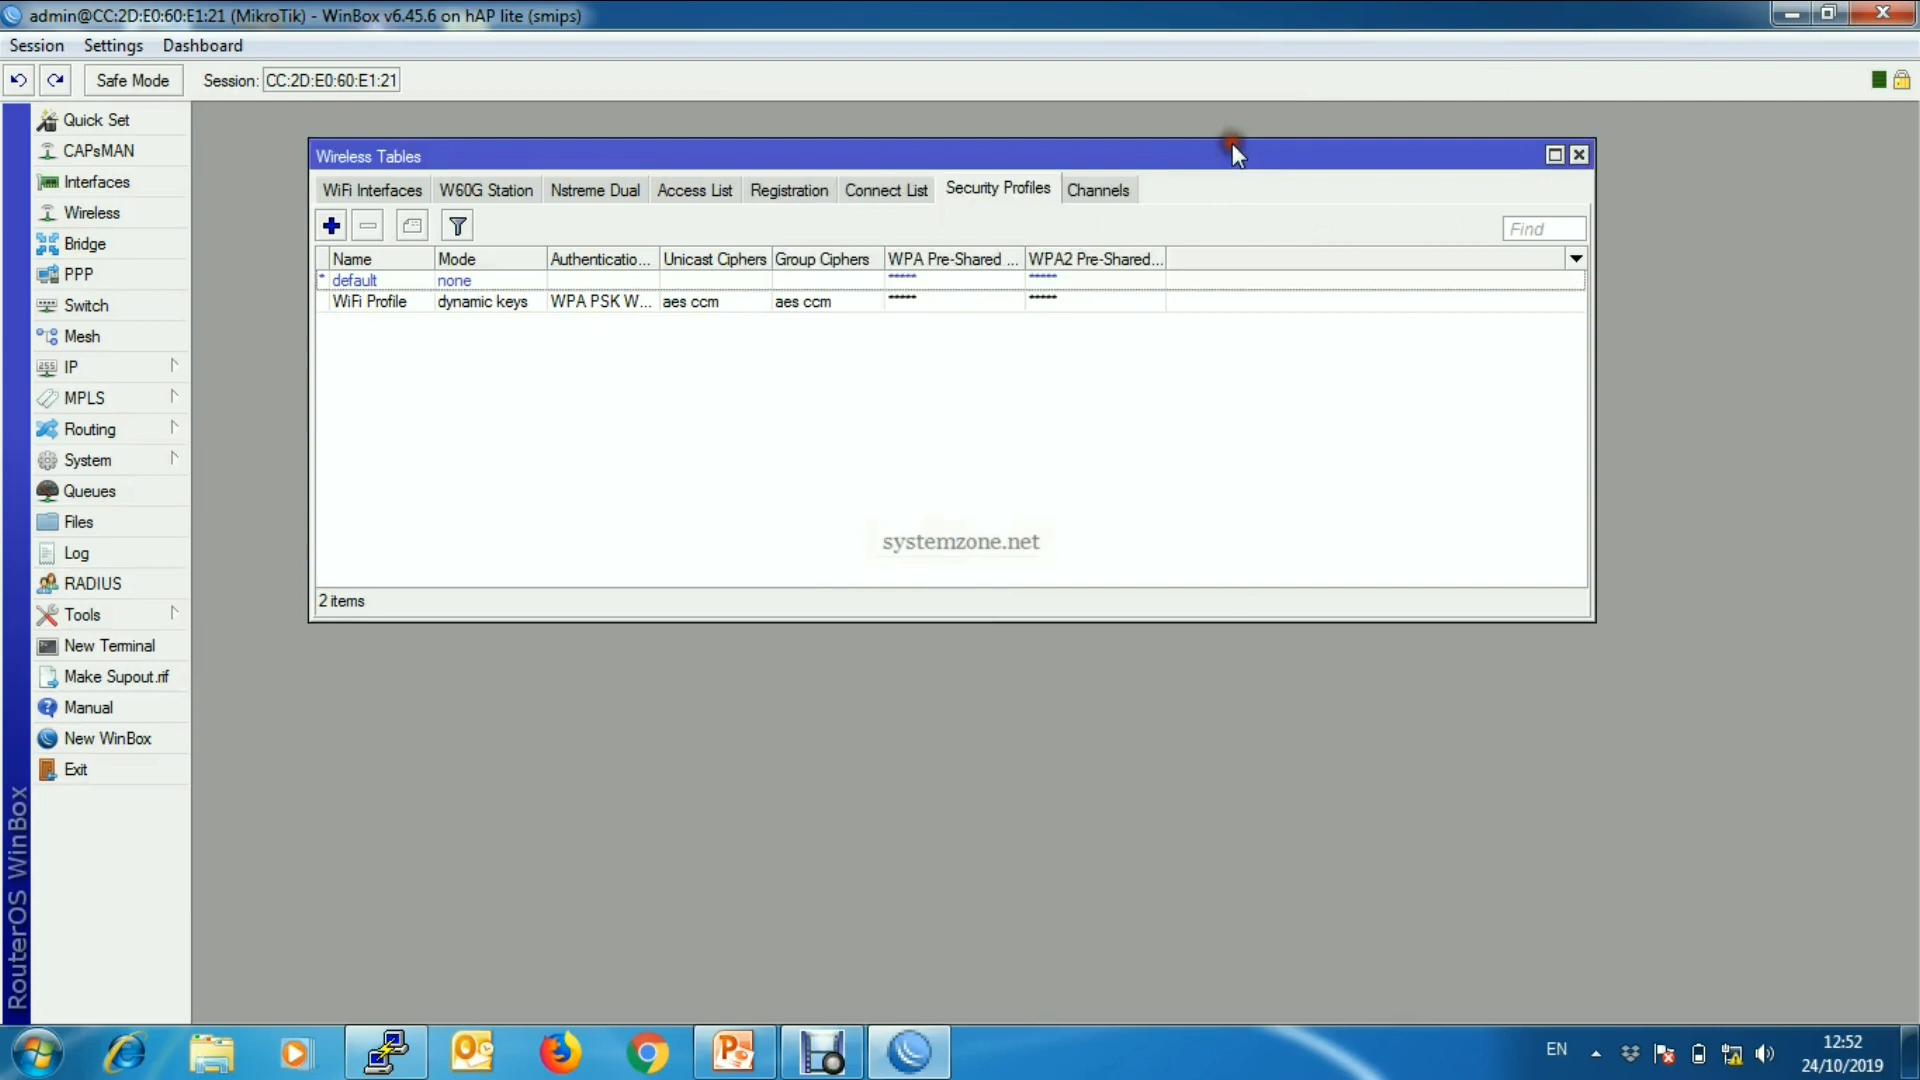 admin@CC:2D:E0:60:E1:21 (MikroTik) - WinBox v6.45.6 on hAP lite (smips)
Session Settings Dashboard
Safe Mode Session: CC:2D:E0:60:E1:21
Quick Set
CAPsMAN
Interfaces
Wireless
Bridge
PPP
Switch
Mesh
IP
MPLS
Routing
System
Queues
Files
Log
RADIUS
Tools
New Terminal
Make Supout.rif
Manual
New WinBox
Exit
RouterOS WinBox
Wireless Tables
WiFi Interfaces W60G Station Nstreme Dual Access List Registration Connect List Security Profiles Channels
Find
Name Mode Authenticatio... Unicast Ciphers Group Ciphers WPA Pre-Shared ... WPA2 Pre-Shared...
* default none ***** *****
WiFi Profile dynamic keys WPA PSK W... aes ccm aes ccm ***** *****
systemzone.net
2 items
EN
12:52
24/10/2019